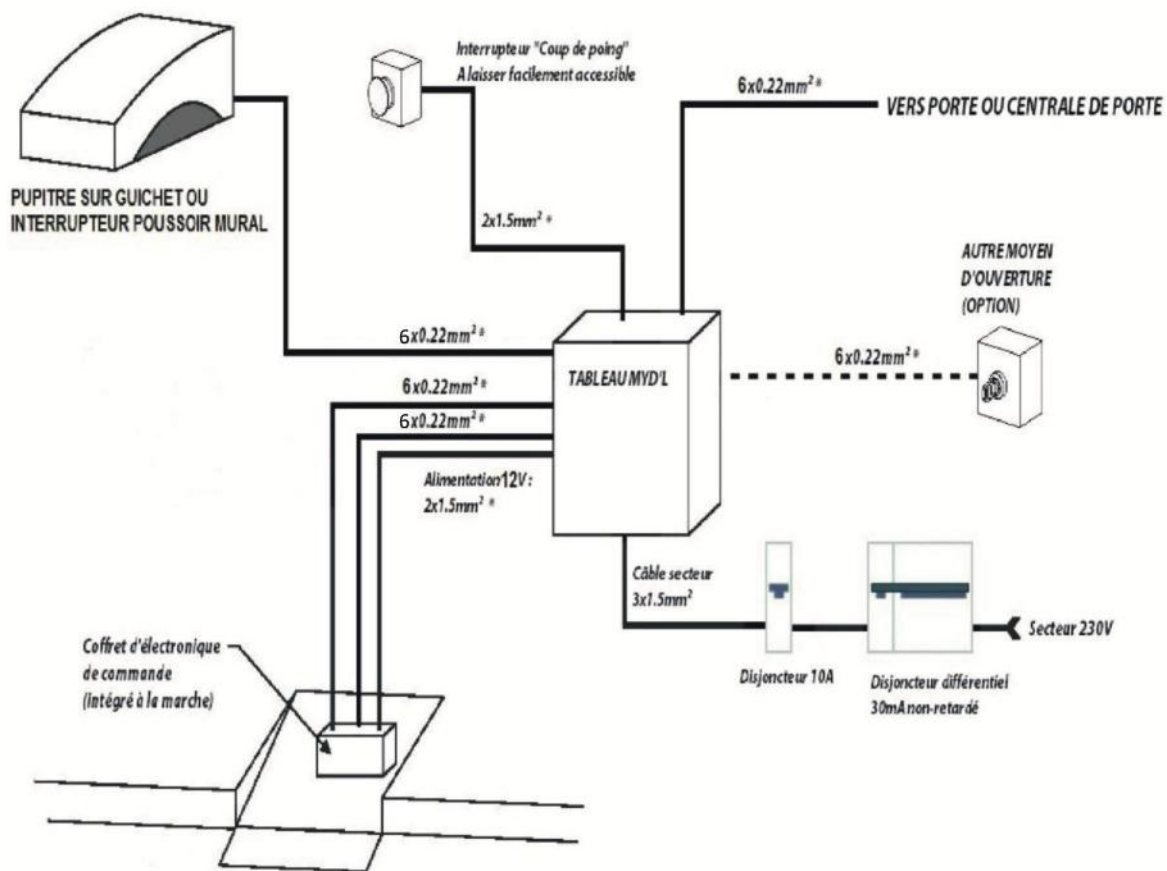 Interrupteur "Coup de poing"
A laisser facilement accessible
6x0.22mm² *
VERS PORTE OU CENTRALE DE PORTE
PUPITRE SUR GUICHET OU
INTERRUPTEUR POUSSOIR MURAL
2x1.5mm² *
AUTRE MOYEN
D'OUVERTURE
(OPTION)
6x0.22mm² *
6x0.22mm² *
TABLEAU MYD'L
6x0.22mm² *
6x0.22mm² *
Alimentation 12V :
2x1.5mm² *
Câble secteur
3x1.5mm²
Secteur 230V
Coffret d'électronique
de commande
(Intégré à la marche)
Disjoncteur 10A
Disjoncteur différentiel
30mA non-retardé